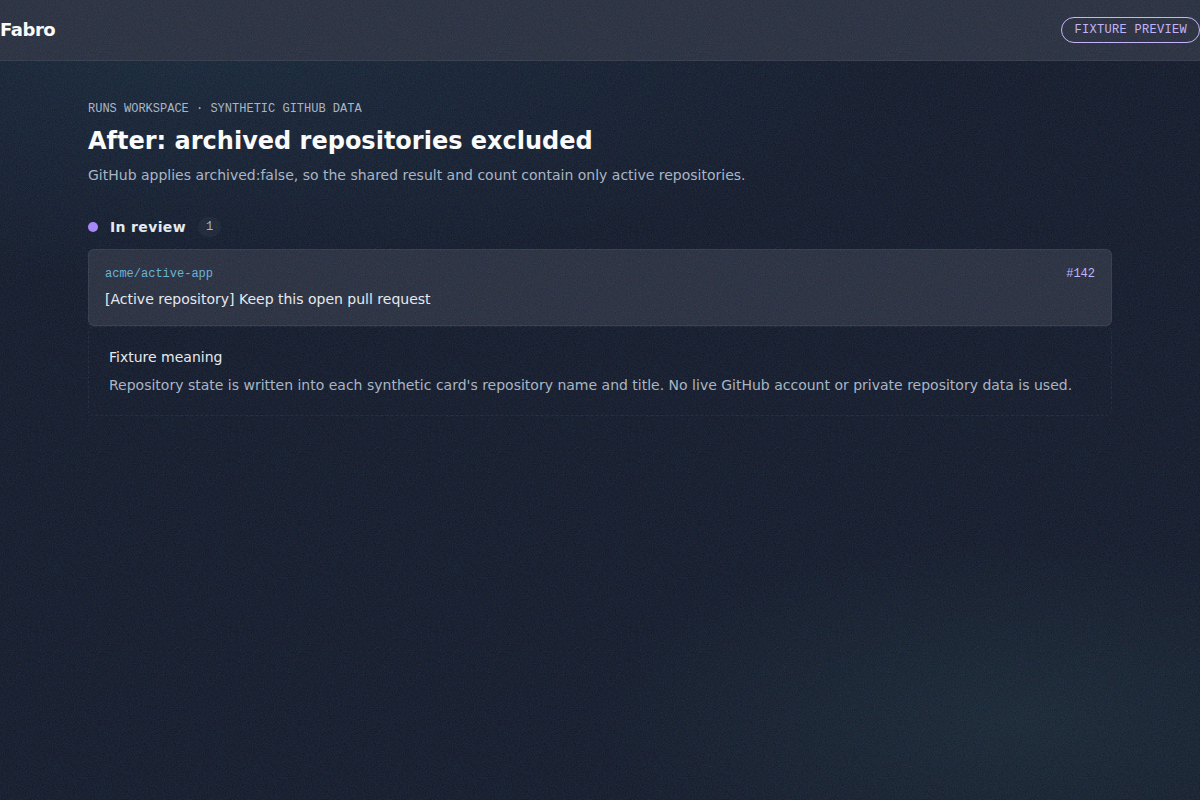 Fabro
FIXTURE PREVIEW
RUNS WORKSPACE · SYNTHETIC GITHUB DATA
After: archived repositories excluded
GitHub applies archived:false, so the shared result and count contain only active repositories.
In review 1
acme/active-app #142
[Active repository] Keep this open pull request
Fixture meaning
Repository state is written into each synthetic card's repository name and title. No live GitHub account or private repository data is used.